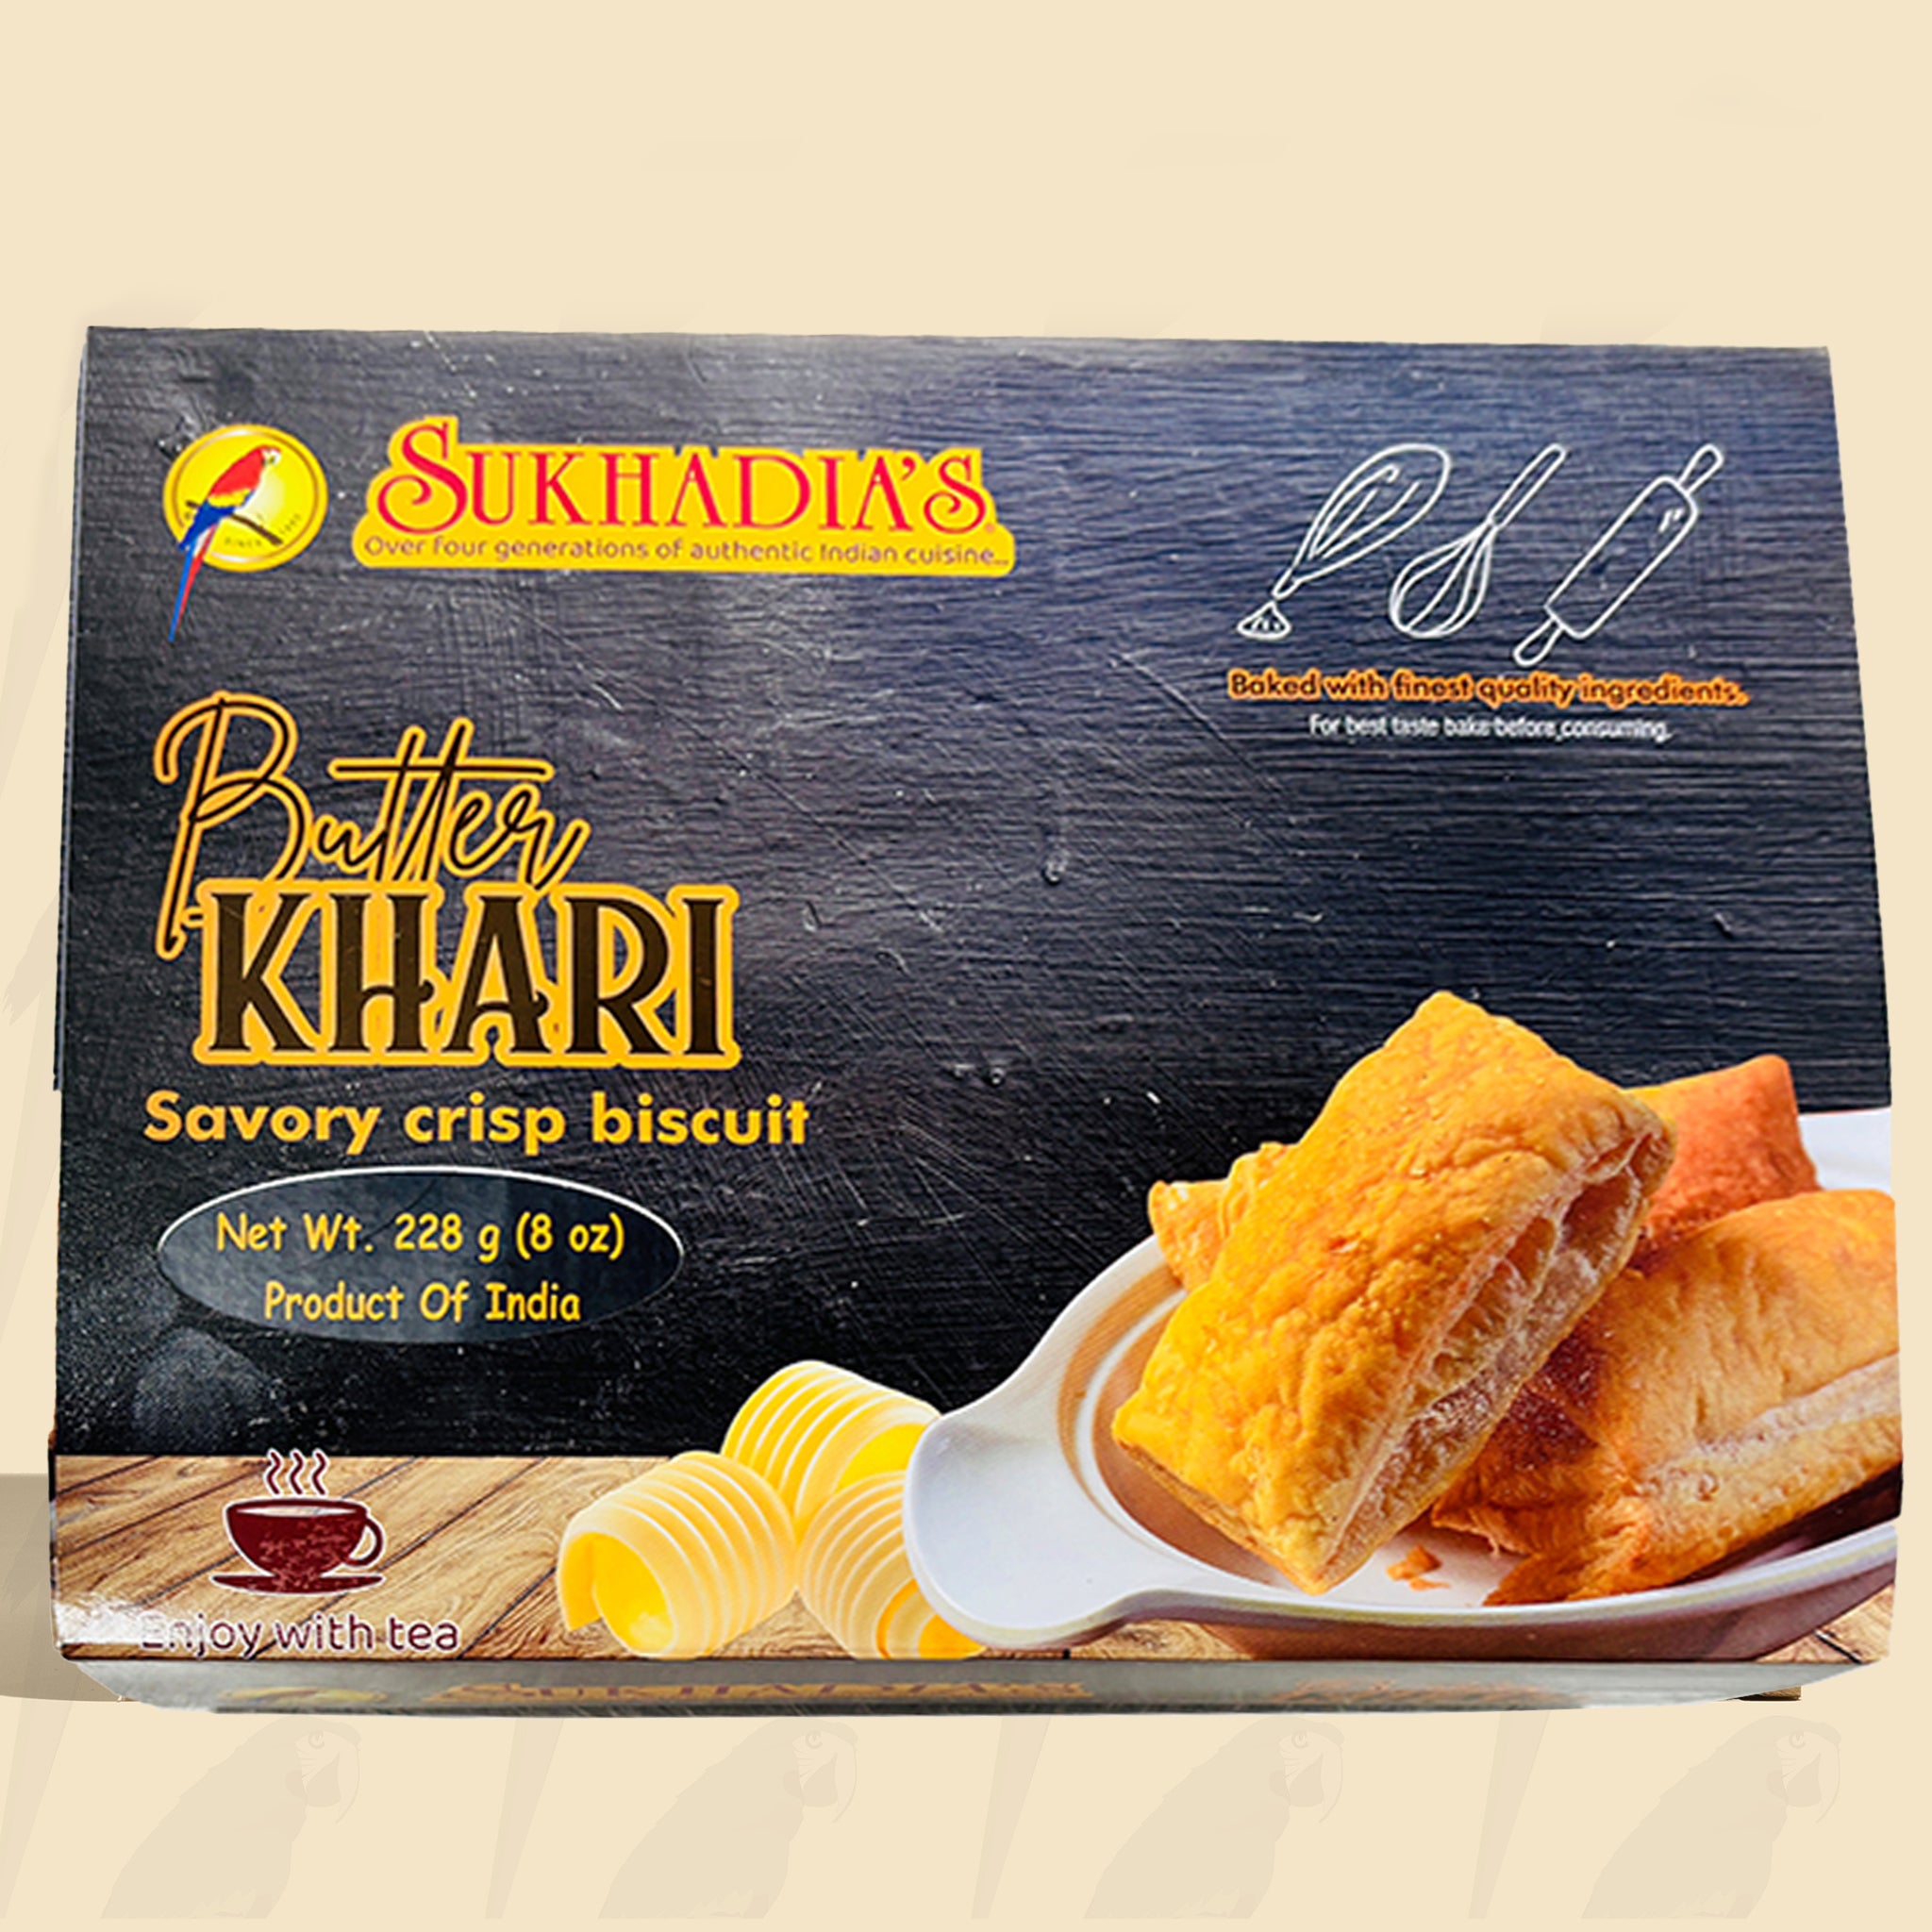 SUKHADIA'S
Over four generations of authentic Indian cuisine...
Baked with finest quality ingredients.
For best taste bake before consuming.
Butter
KHARI
Savory crisp biscuit
Net Wt. 228 g (8 oz)
Product Of India
Enjoy with tea
SUKHADIA'S